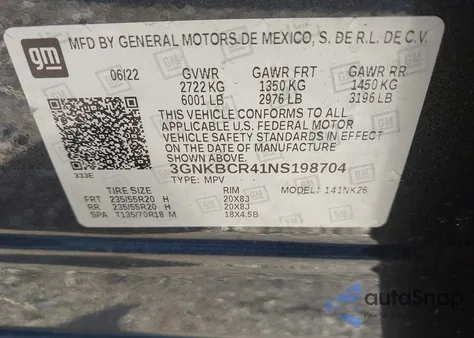 gm
MFD BY GENERAL MOTORS.DE MEXICO, S. DE R.L. DE C.V.
06/22 GVWR GAWR FRT GAWR RR
2722 KG 1350 KG 1450 KG
6001 LB 2976 LB 3196 LB
THIS VEHICLE CONFORMS TO ALL
APPLICABLE U.S. FEDERAL MOTOR
VEHICLE SAFETY STANDARDS IN
EFFECT ON THE DATE OF
MANUFACTURE SHOWN ABOVE.
333E 3GNKBCR41NS198704
TYPE: MPV
TIRE SIZE RIM MODEL: 141NK26
FRT 235/55R20 H 20X8J
RR 235/55R20 H 20X8J
SPA T135/70R18 M 18X4.5B
autoSnap